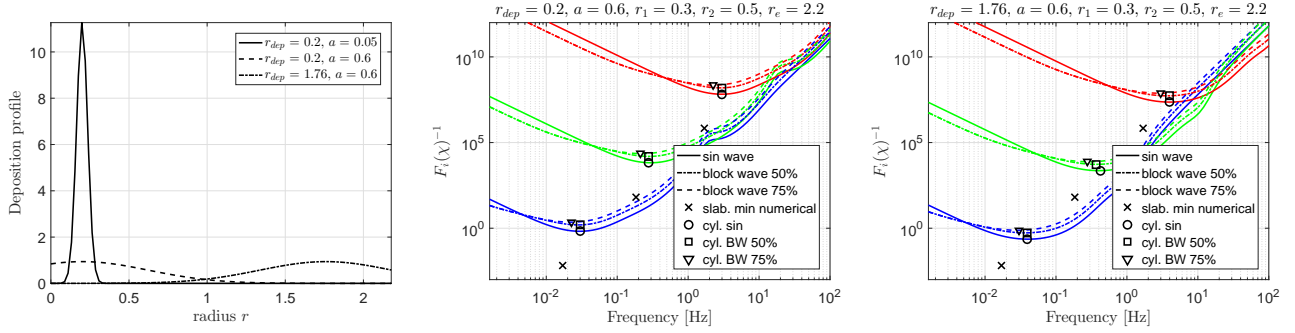 Deposition profile
10
8
6
4
2
0
0
0.5
1
1.5
2
radius r
r_dep = 0.2, a = 0.05
r_dep = 0.2, a = 0.6
r_dep = 1.76, a = 0.6
r_dep = 0.2, a = 0.6, r_1 = 0.3, r_2 = 0.5, r_e = 2.2
F_i(χ)^{-1}
10^{10}
10^5
10^0
10^{-2}
10^{-1}
10^0
10^1
10^2
Frequency [Hz]
sin wave
block wave 50%
block wave 75%
slab. min numerical
cyl. sin
cyl. BW 50%
cyl. BW 75%
r_dep = 1.76, a = 0.6, r_1 = 0.3, r_2 = 0.5, r_e = 2.2
F_i(χ)^{-1}
10^{10}
10^5
10^0
10^{-2}
10^{-1}
10^0
10^1
10^2
Frequency [Hz]
sin wave
block wave 50%
block wave 75%
slab. min numerical
cyl. sin
cyl. BW 50%
cyl. BW 75%